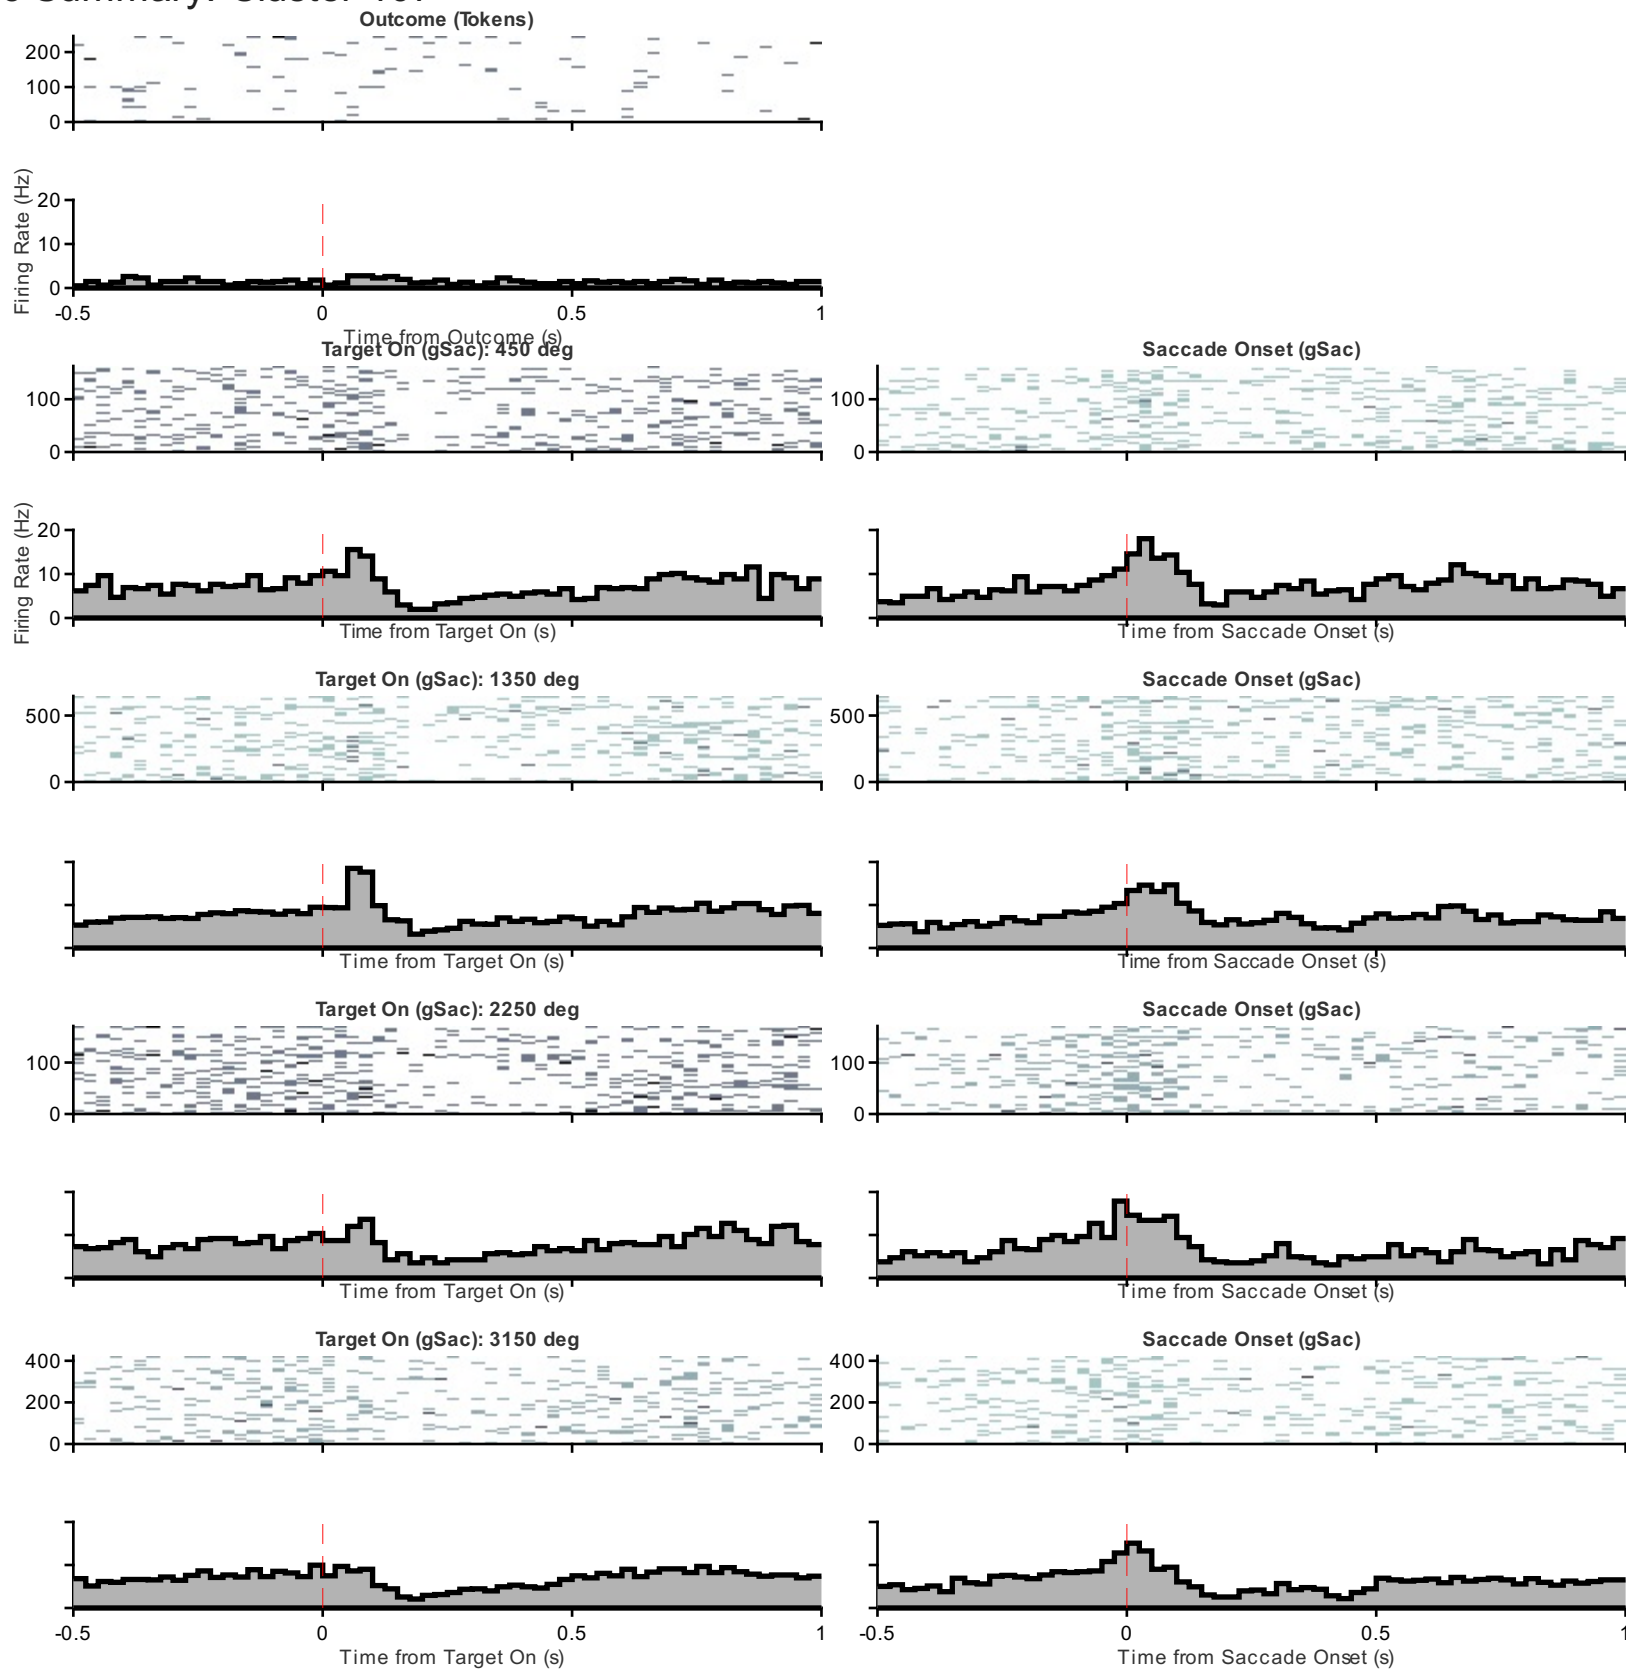 Summary: Cluster
Outcome (Tokens)
200
100
0
Firing Rate (Hz)
20
10
0
-0.5 0 0.5 1
Time from Outcome (s)
Target On (gSac): 450 deg
Saccade Onset (gSac)
100
0
100
0
Firing Rate (Hz)
20
10
0
Time from Target On (s)
Time from Saccade Onset (s)
Target On (gSac): 1350 deg
Saccade Onset (gSac)
500
0
500
0
Time from Target On (s)
Time from Saccade Onset (s)
Target On (gSac): 2250 deg
Saccade Onset (gSac)
100
0
100
0
Time from Target On (s)
Time from Saccade Onset (s)
Target On (gSac): 3150 deg
Saccade Onset (gSac)
400
200
0
400
200
0
-0.5 0 0.5 1
-0.5 0 0.5 1
Time from Target On (s)
Time from Saccade Onset (s)